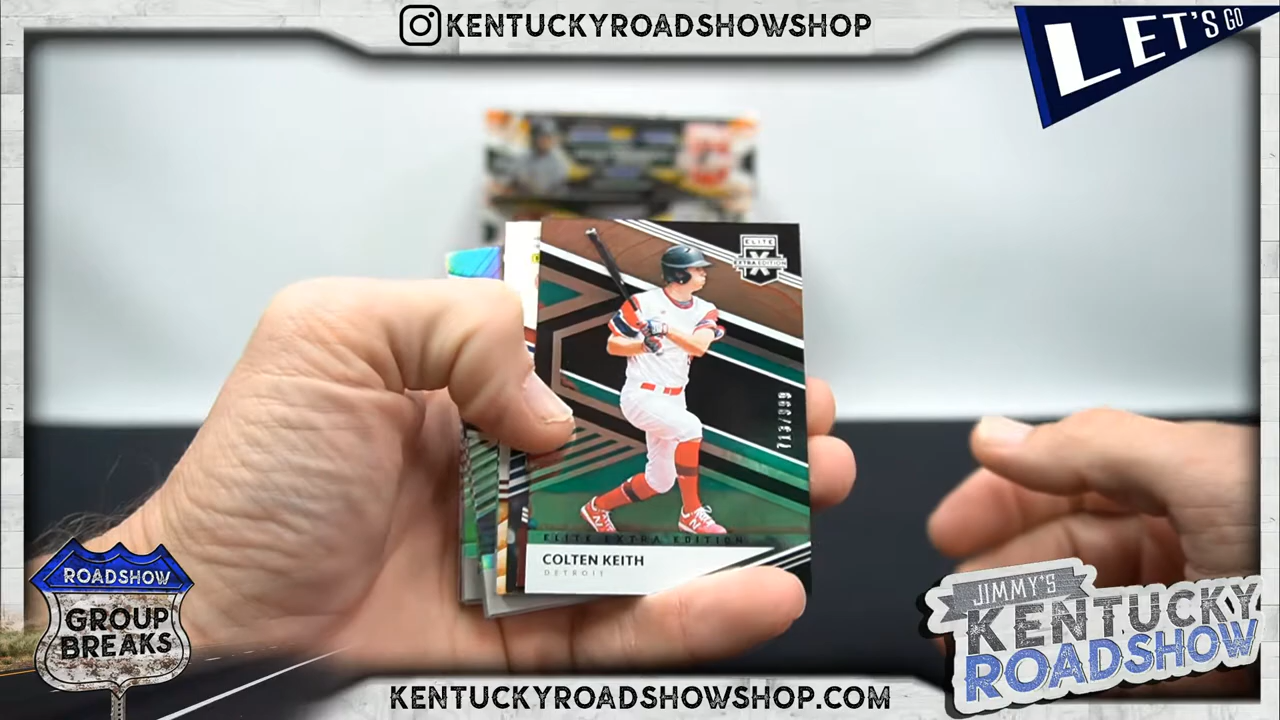 KENTUCKYROADSHOWSHOP
LET'S GO
ELITE
X
EXTRA EDITION
713/999
ELITE EXTRA EDITION
COLTEN KEITH
DETROIT
ROADSHOW
GROUP
BREAKS
JIMMY'S
KENTUCKY
ROADSHOW
KENTUCKYROADSHOWSHOP.COM